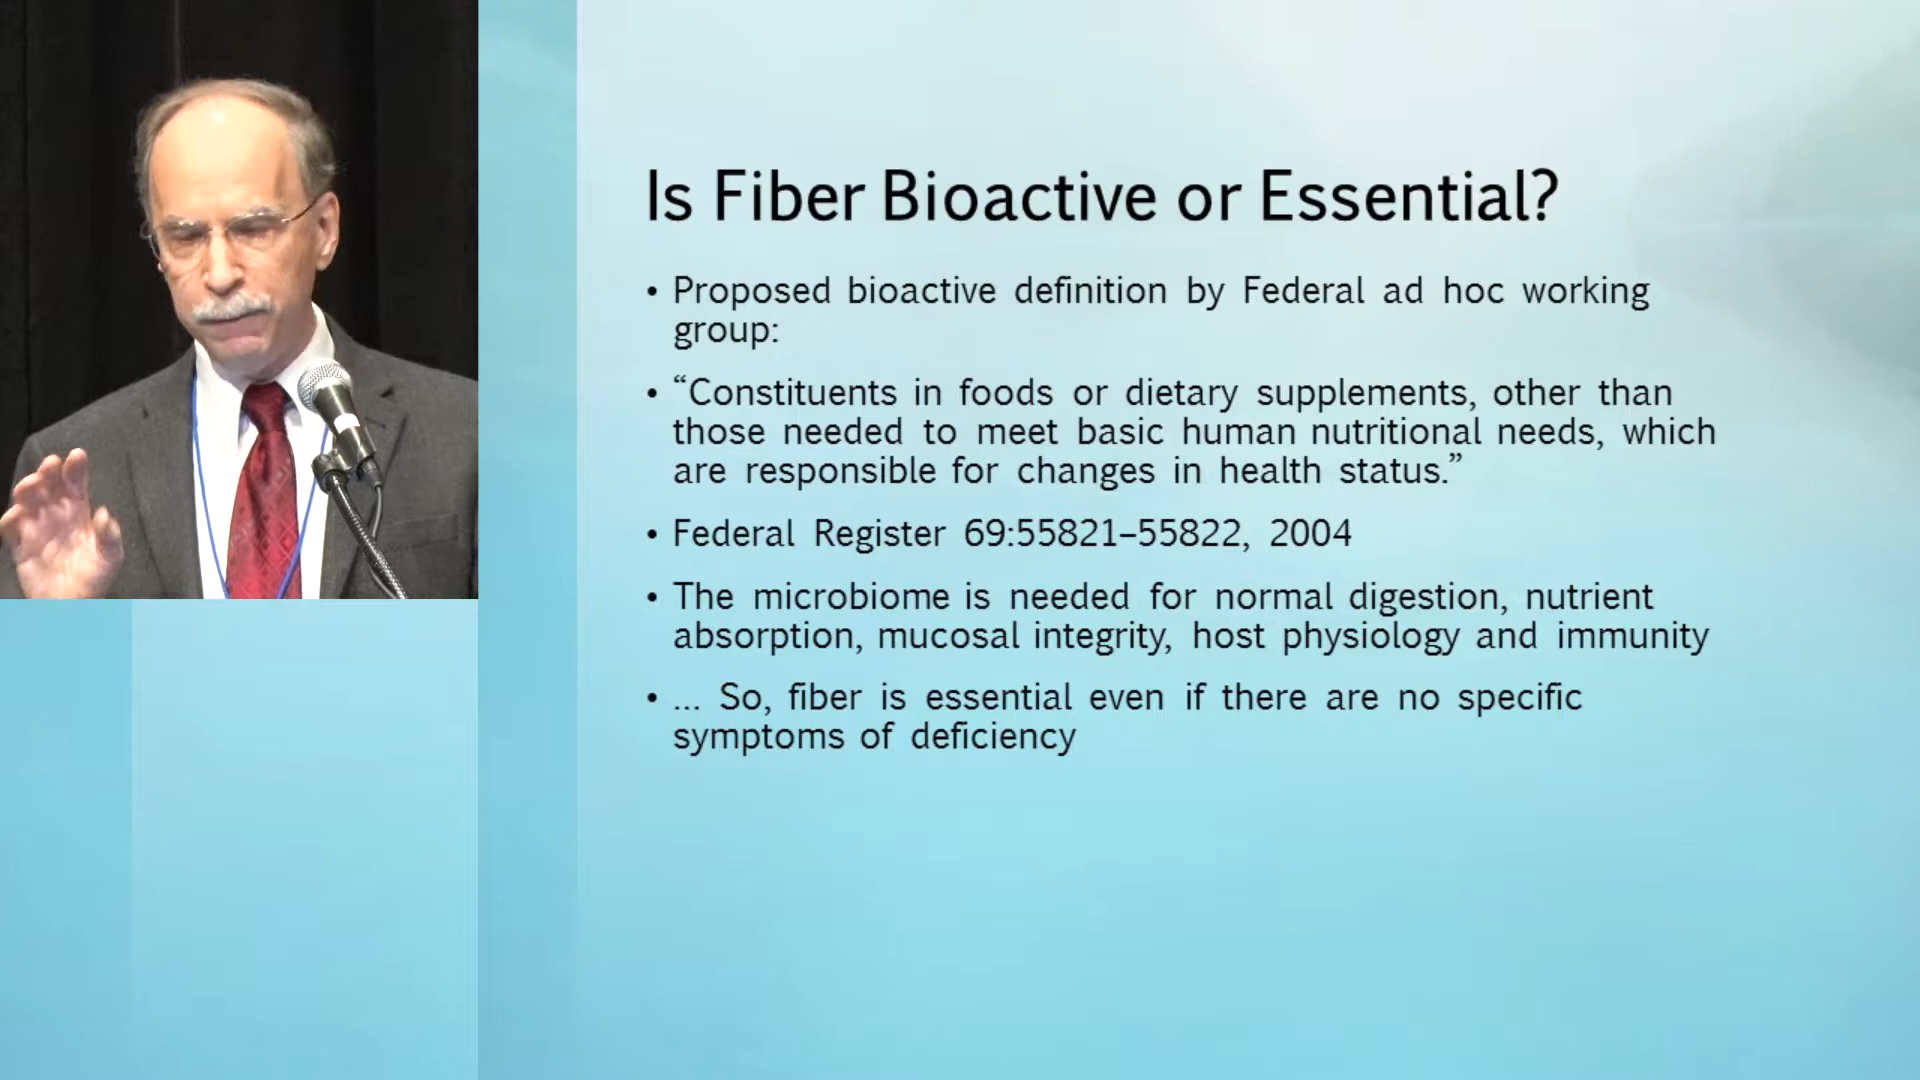 Is Fiber Bioactive or Essential?
• Proposed bioactive definition by Federal ad hoc working
group:
• “Constituents in foods or dietary supplements, other than
those needed to meet basic human nutritional needs, which
are responsible for changes in health status.”
• Federal Register 69:55821–55822, 2004
• The microbiome is needed for normal digestion, nutrient
absorption, mucosal integrity, host physiology and immunity
• ... So, fiber is essential even if there are no specific
symptoms of deficiency